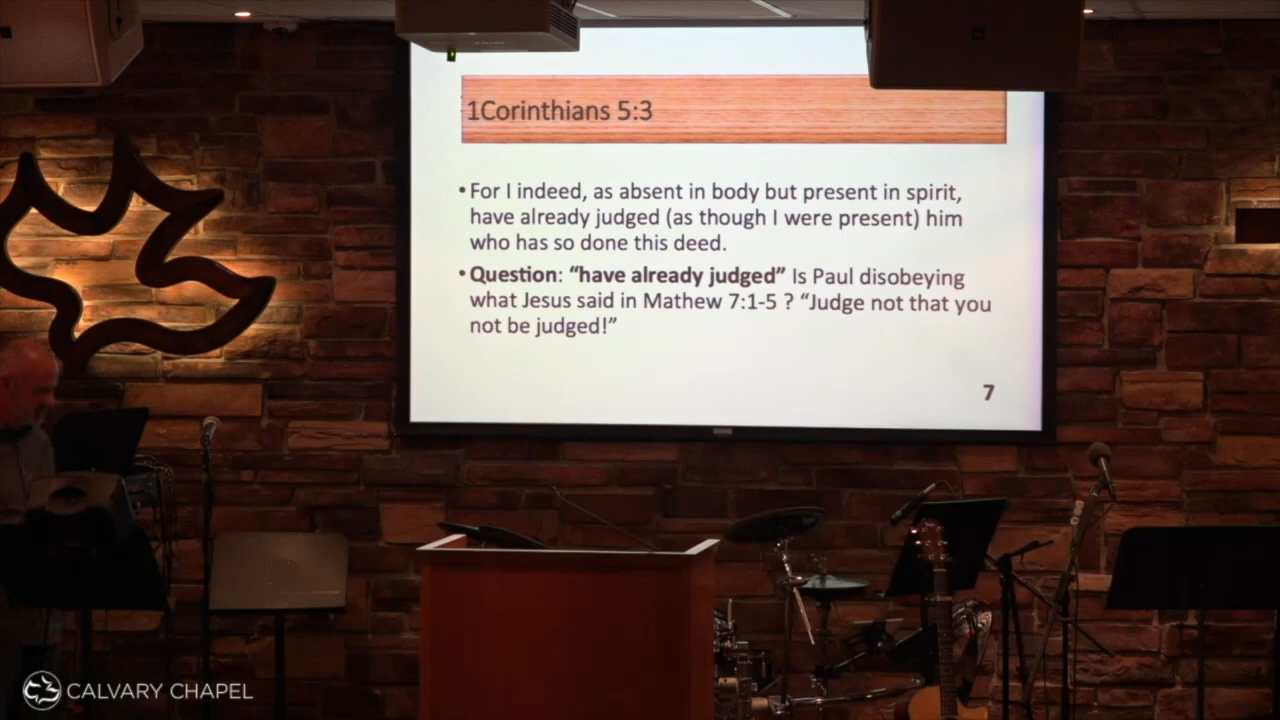 1Corinthians 5:3
• For I indeed, as absent in body but present in spirit,
have already judged (as though I were present) him
who has so done this deed.
• Question: “have already judged” Is Paul disobeying
what Jesus said in Mathew 7:1-5 ? “Judge not that you
not be judged!”
7
CALVARY CHAPEL